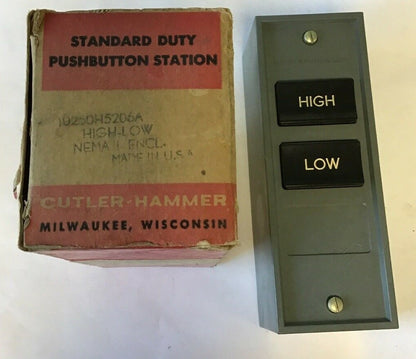 STANDARD DUTY
PUSHBUTTON STATION
10250H5206A
HIGH-LOW
NEMA 1 ENCL.
MADE IN U.S.A.
CUTLER-HAMMER
MILWAUKEE, WISCONSIN
HIGH
LOW